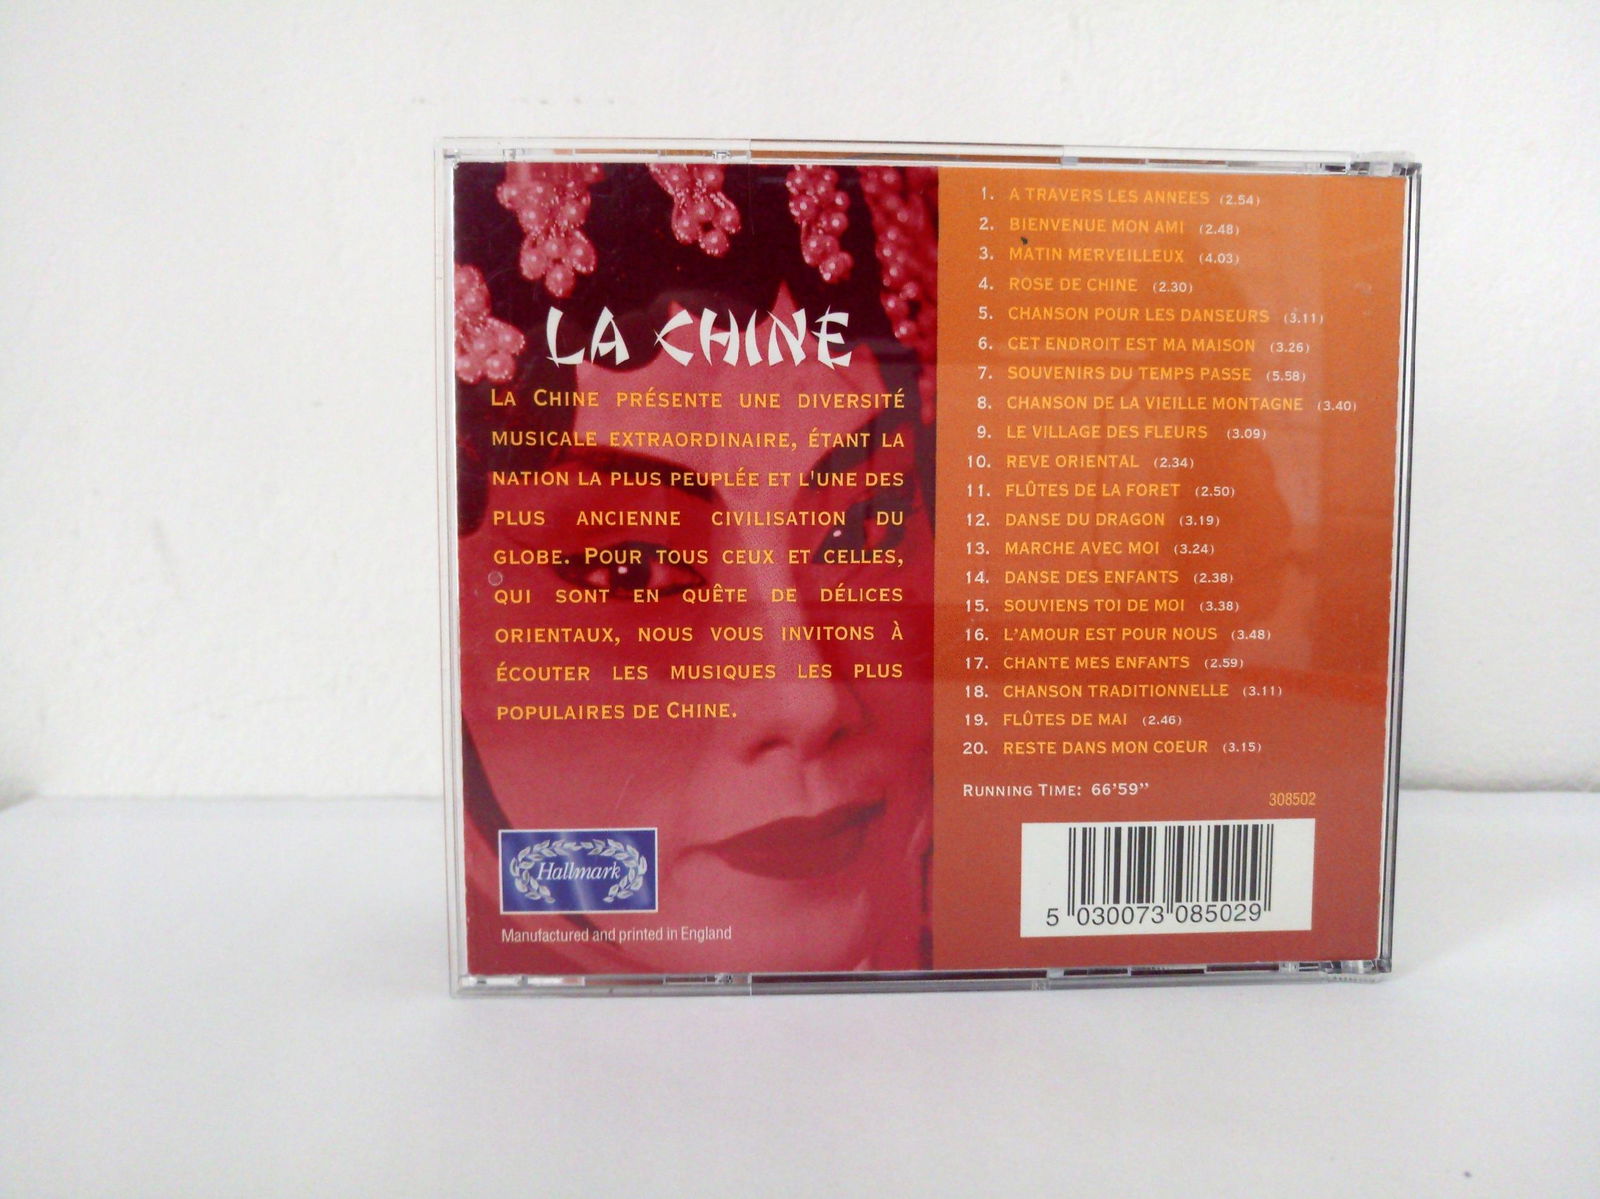 LA CHINE
LA CHINE PRÉSENTE UNE DIVERSITÉ
MUSICALE EXTRAORDINAIRE, ÉTANT LA
NATION LA PLUS PEUPLÉE ET L'UNE DES
PLUS ANCIENNE CIVILISATION DU
GLOBE. POUR TOUS CEUX ET CELLES,
QUI SONT EN QUÊTE DE DÉLICES
ORIENTAUX, NOUS VOUS INVITONS À
ÉCOUTER LES MUSIQUES LES PLUS
POPULAIRES DE CHINE.
Hallmark
Manufactured and printed in England
1. A TRAVERS LES ANNEES (2.54)
2. BIENVENUE MON AMI (2.48)
3. MATIN MERVEILLEUX (4.03)
4. ROSE DE CHINE (2.30)
5. CHANSON POUR LES DANSEURS (3.11)
6. CET ENDROIT EST MA MAISON (3.26)
7. SOUVENIRS DU TEMPS PASSE (5.58)
8. CHANSON DE LA VIEILLE MONTAGNE (3.40)
9. LE VILLAGE DES FLEURS (3.09)
10. REVE ORIENTAL (2.34)
11. FLÛTES DE LA FORET (2.50)
12. DANSE DU DRAGON (3.19)
13. MARCHE AVEC MOI (3.24)
14. DANSE DES ENFANTS (2.38)
15. SOUVIENS TOI DE MOI (3.38)
16. L'AMOUR EST POUR NOUS (3.48)
17. CHANTE MES ENFANTS (2.59)
18. CHANSON TRADITIONNELLE (3.11)
19. FLÛTES DE MAI (2.46)
20. RESTE DANS MON COEUR (3.15)
RUNNING TIME: 66'59"
308502
5 030073 085029